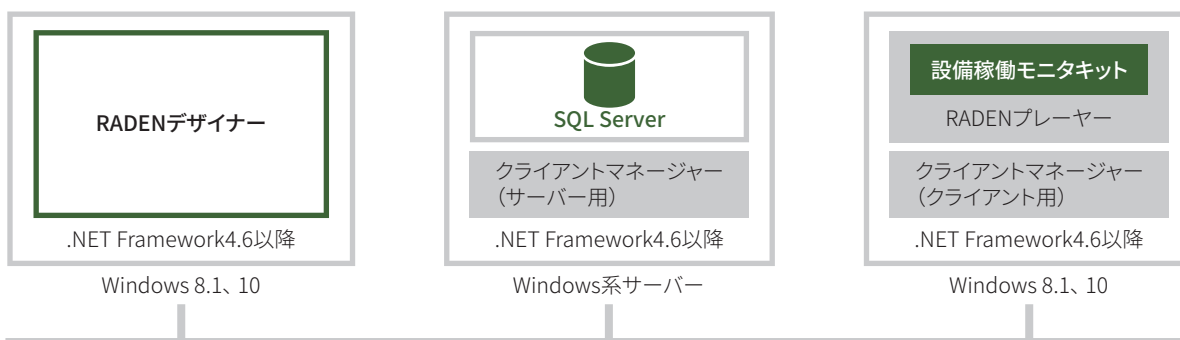 RADENデザイナー
.NET Framework4.6以降
Windows 8.1、10
SQL Server
クライアントマネージャー
（サーバー用）
.NET Framework4.6以降
Windows系サーバー
設備稼働モニタキット
RADENプレーヤー
クライアントマネージャー
（クライアント用）
.NET Framework4.6以降
Windows 8.1、10